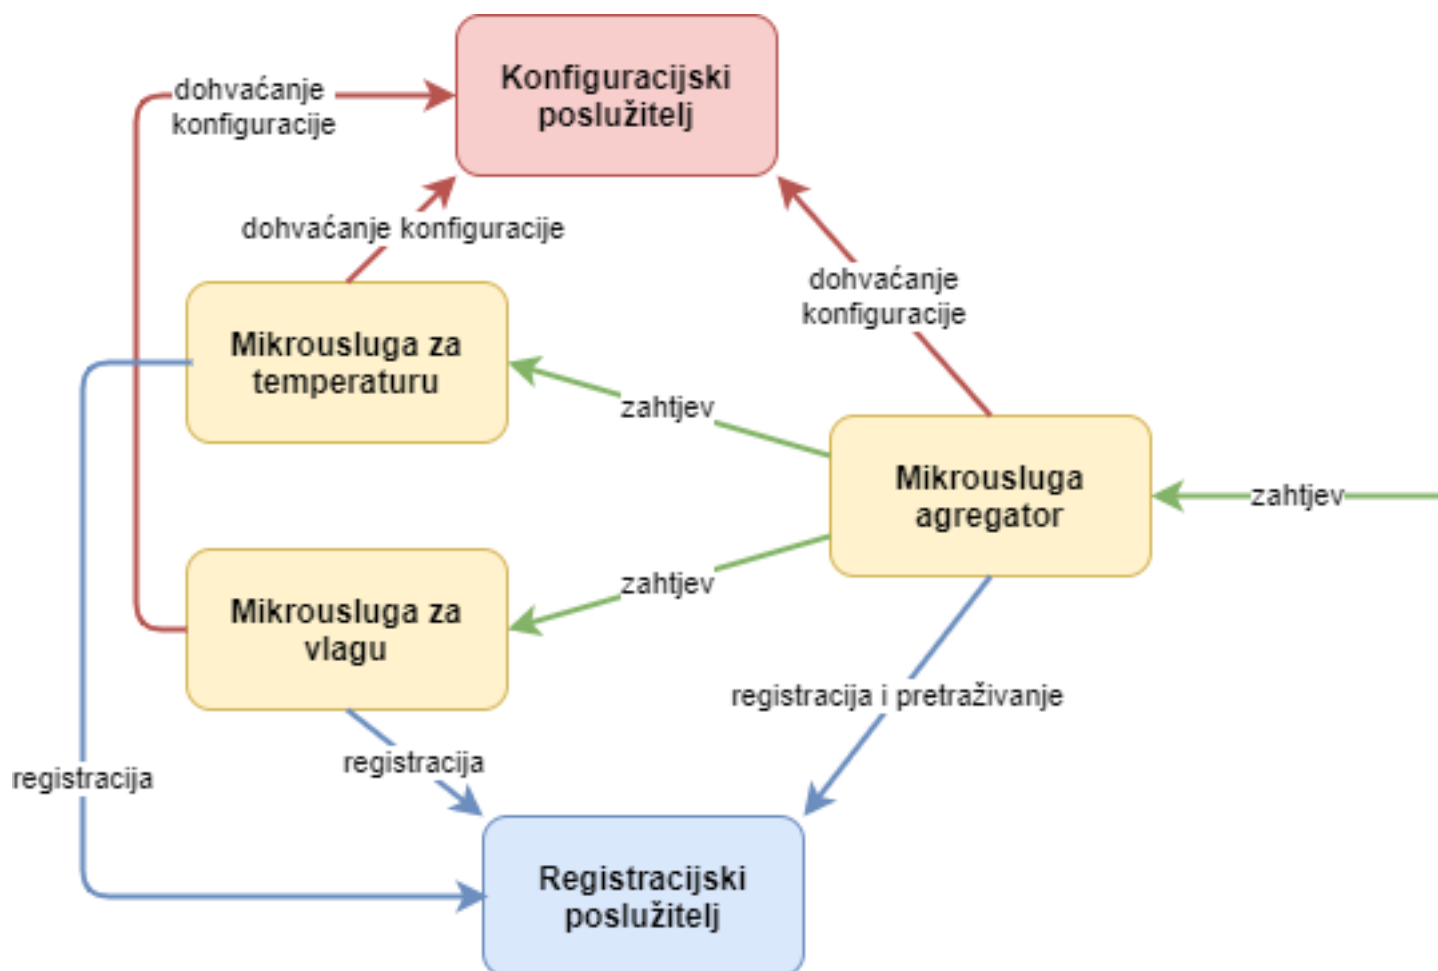 Konfiguracijski
poslužitelj
dohvaćanje
konfiguracije
dohvaćanje konfiguracije
dohvaćanje
konfiguracije
Mikrousluga za
temperaturu
zahtjev
Mikrousluga
agregator
zahtjev
zahtjev
Mikrousluga za
vlagu
registracija i pretraživanje
registracija
registracija
Registracijski
poslužitelj